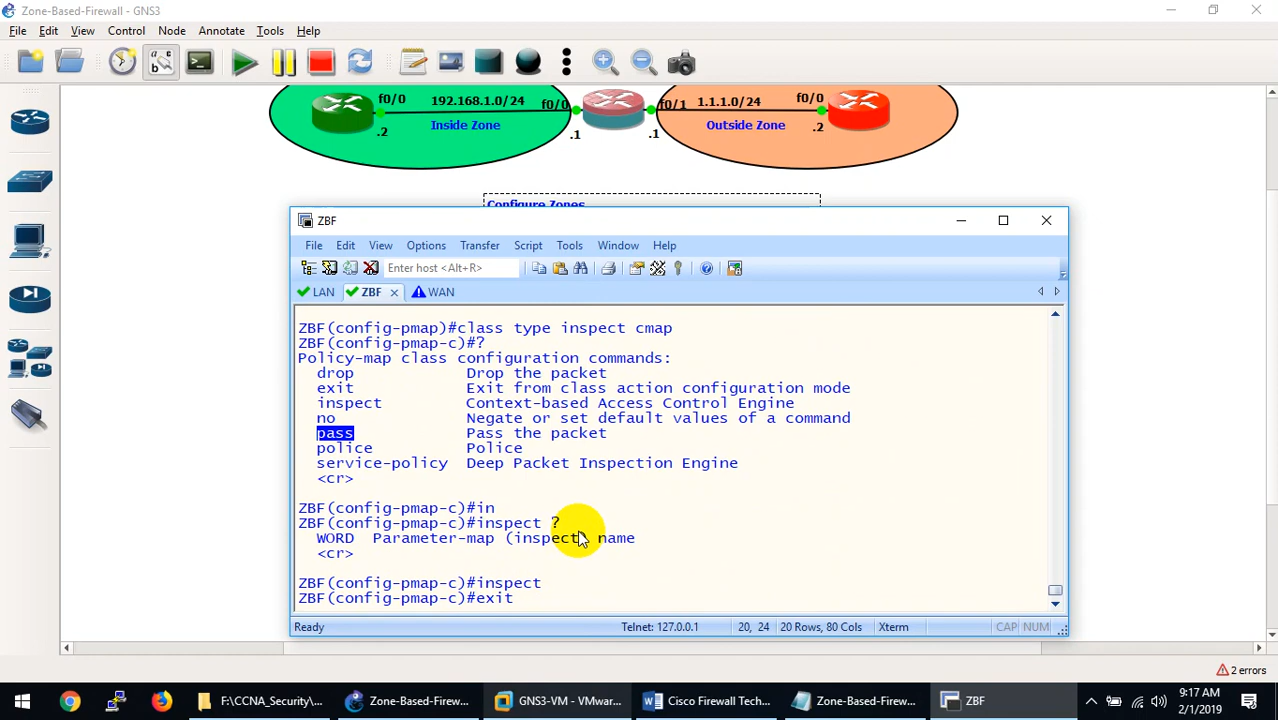 Zone-Based-Firewall - GNS3
File Edit View Control Node Annotate Tools Help
f0/0 192.168.1.0/24 f0/0 f0/1 1.1.1.0/24 f0/0
.2 Inside Zone .1 .1 Outside Zone .2
Configure Zones
ZBF
File Edit View Options Transfer Script Tools Window Help
Enter host <Alt+R>
LAN ZBF WAN
ZBF(config-pmap)#class type inspect cmap
ZBF(config-pmap-c)#?
Policy-map class configuration commands:
drop Drop the packet
exit Exit from class action configuration mode
inspect Context-based Access Control Engine
no Negate or set default values of a command
pass Pass the packet
police Police
service-policy Deep Packet Inspection Engine
<cr>
ZBF(config-pmap-c)#in
ZBF(config-pmap-c)#inspect ?
WORD Parameter-map (inspect) name
<cr>
ZBF(config-pmap-c)#inspect
ZBF(config-pmap-c)#exit
Ready Telnet: 127.0.0.1 20, 24 20 Rows, 80 Cols Xterm CAP NUM
2 errors
F:\CCNA_Security\... Zone-Based-Firew... GNS3-VM - VMwar... Cisco Firewall Tech... Zone-Based-Firew... ZBF 9:17 AM
2/1/2019